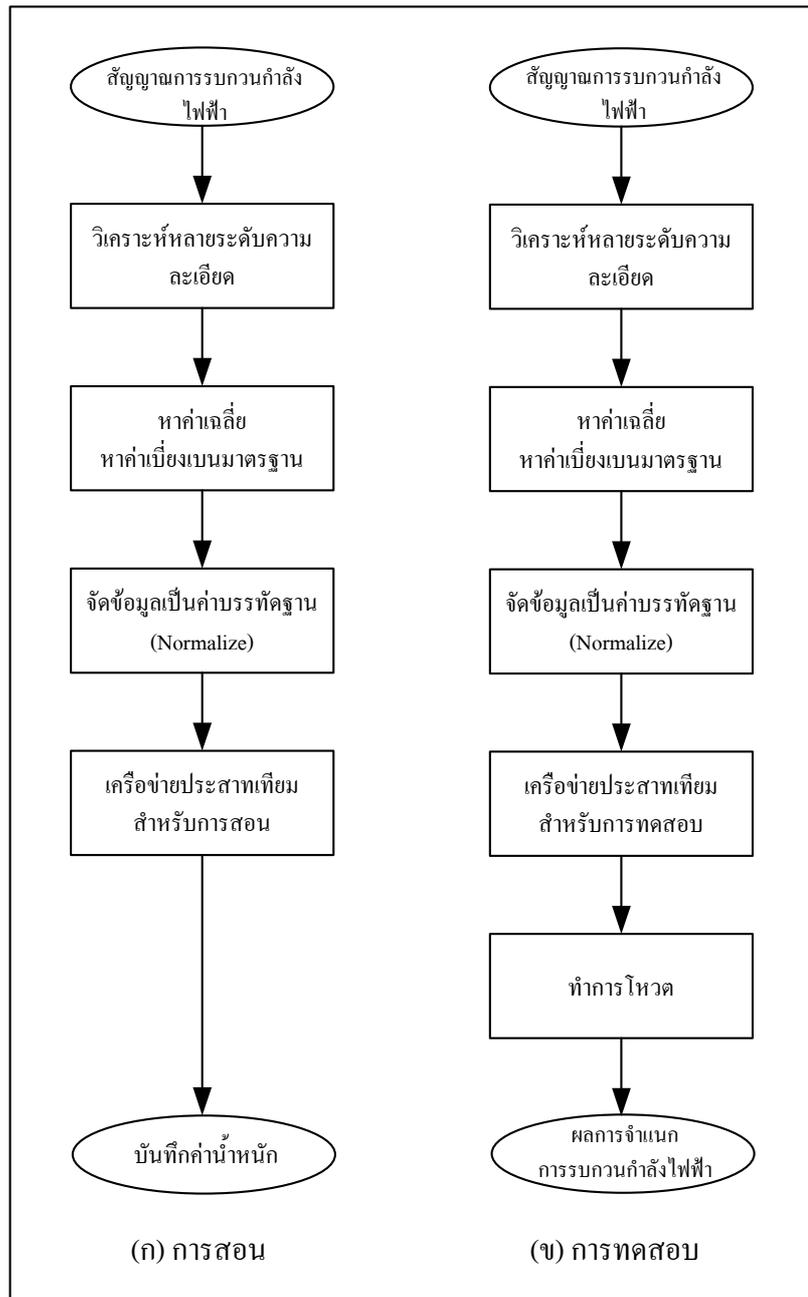 สัญญาณการรบกวนกำลัง
ไฟฟ้า
วิเคราะห์หลายระดับความ
ละเอียด
หาค่าเฉลี่ย
หาค่าเบี่ยงเบนมาตรฐาน
จัดข้อมูลเป็นค่าบรรทัดฐาน
(Normalize)
เครือข่ายประสาทเทียม
สำหรับการสอน
บันทึกค่าน้ำหนัก
(ก) การสอน
สัญญาณการรบกวนกำลัง
ไฟฟ้า
วิเคราะห์หลายระดับความ
ละเอียด
หาค่าเฉลี่ย
หาค่าเบี่ยงเบนมาตรฐาน
จัดข้อมูลเป็นค่าบรรทัดฐาน
(Normalize)
เครือข่ายประสาทเทียม
สำหรับการทดสอบ
ทำการโหวต
ผลการจำแนก
การรบกวนกำลังไฟฟ้า
(ข) การทดสอบ